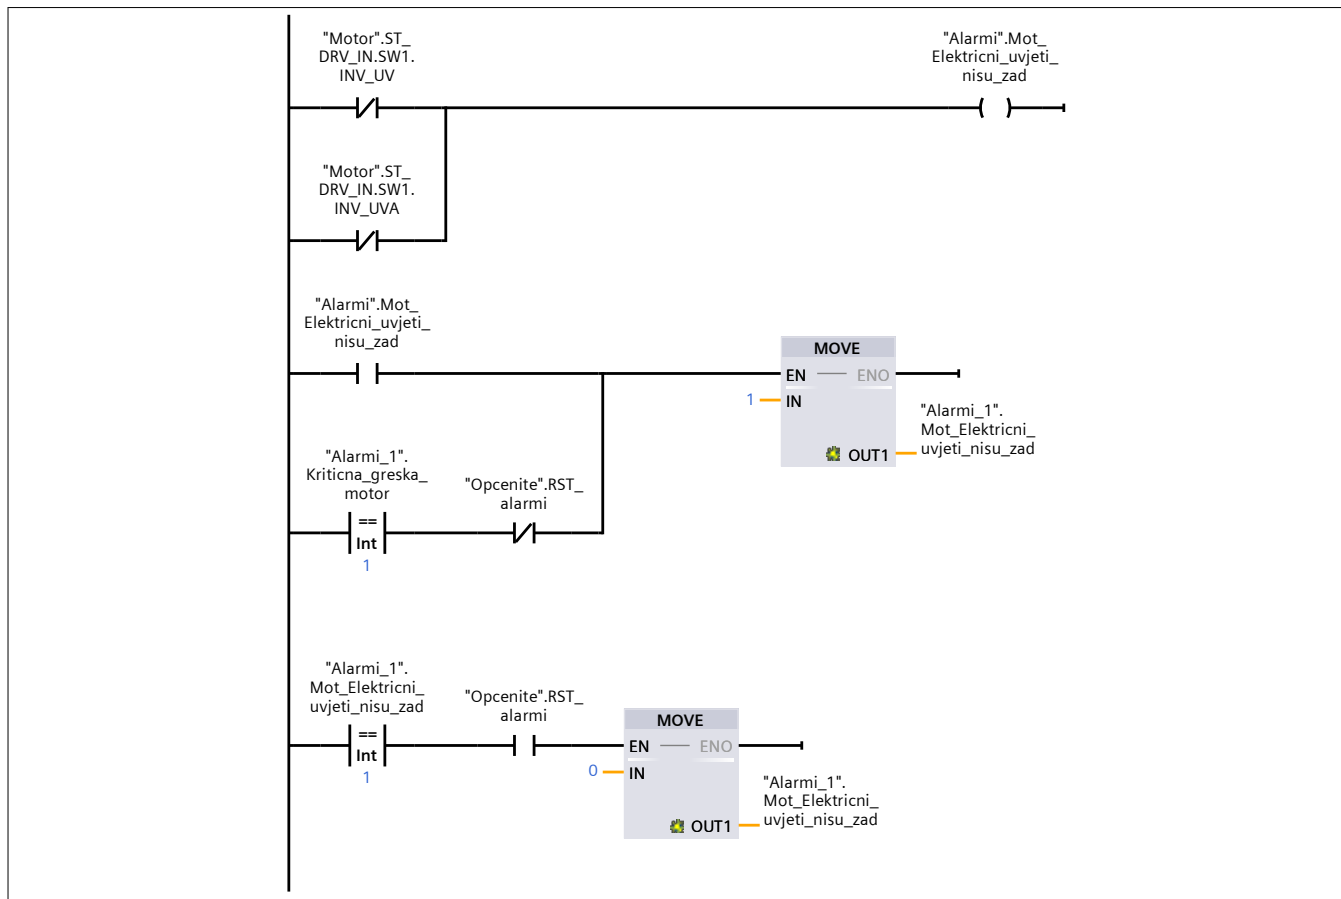 "Motor".ST_
DRV_IN.SW1.
INV_UV
"Alarmi".Mot_
Elektricni_uvjeti_
nisu_zad
"Motor".ST_
DRV_IN.SW1.
INV_UVA
"Alarmi".Mot_
Elektricni_uvjeti_
nisu_zad
MOVE
EN
ENO
1
IN
"Alarmi_1".
Mot_Elektricni_
uvjeti_nisu_zad
OUT1
"Alarmi_1".
Kriticna_greska_
motor
"Opcenite".RST_
alarmi
==
Int
1
"Alarmi_1".
Mot_Elektricni_
uvjeti_nisu_zad
"Opcenite".RST_
alarmi
==
Int
1
MOVE
EN
ENO
0
IN
"Alarmi_1".
Mot_Elektricni_
uvjeti_nisu_zad
OUT1